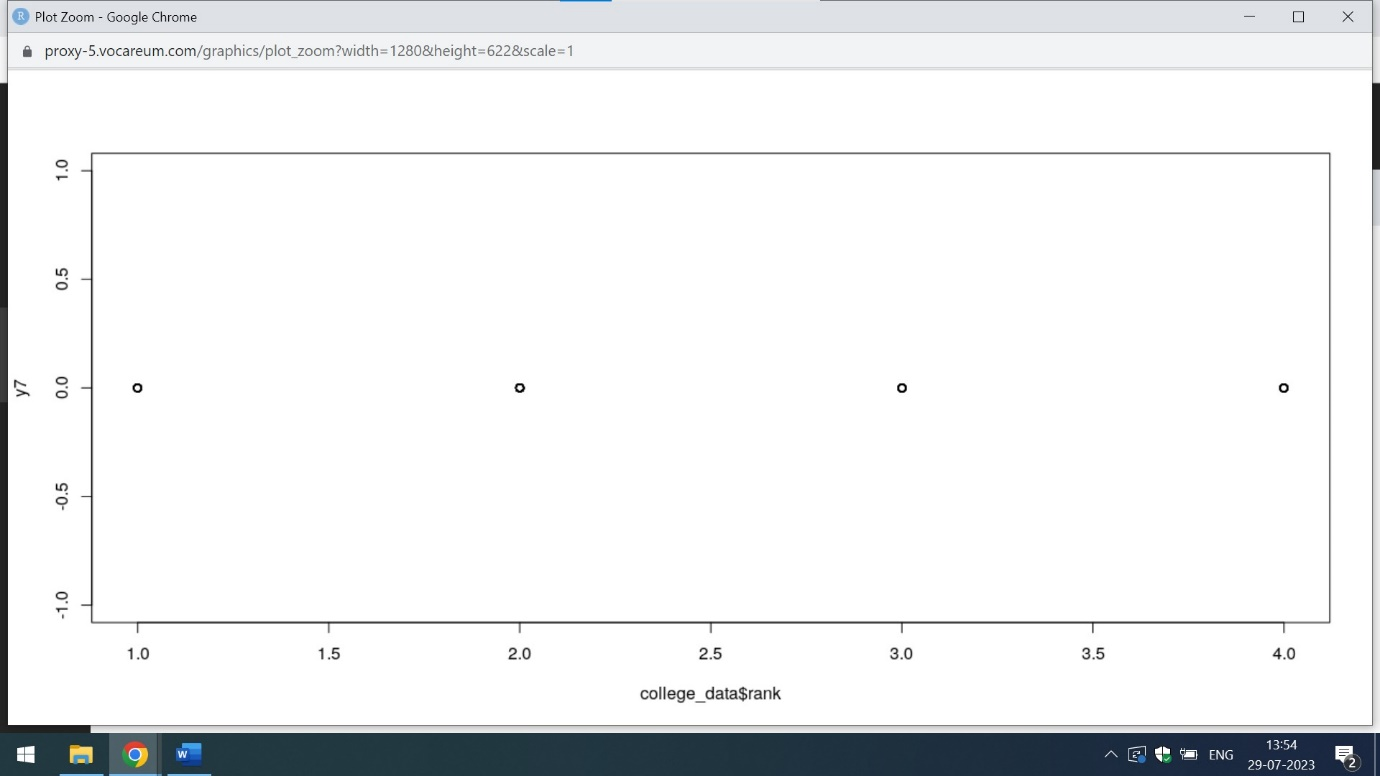 Plot Zoom - Google Chrome
proxy-5.vocareum.com/graphics/plot_zoom?width=1280&height=622&scale=1
1.0
0.5
0.0
-0.5
-1.0
y7
1.0 1.5 2.0 2.5 3.0 3.5 4.0
college_data$rank
ENG
13:54
29-07-2023
2